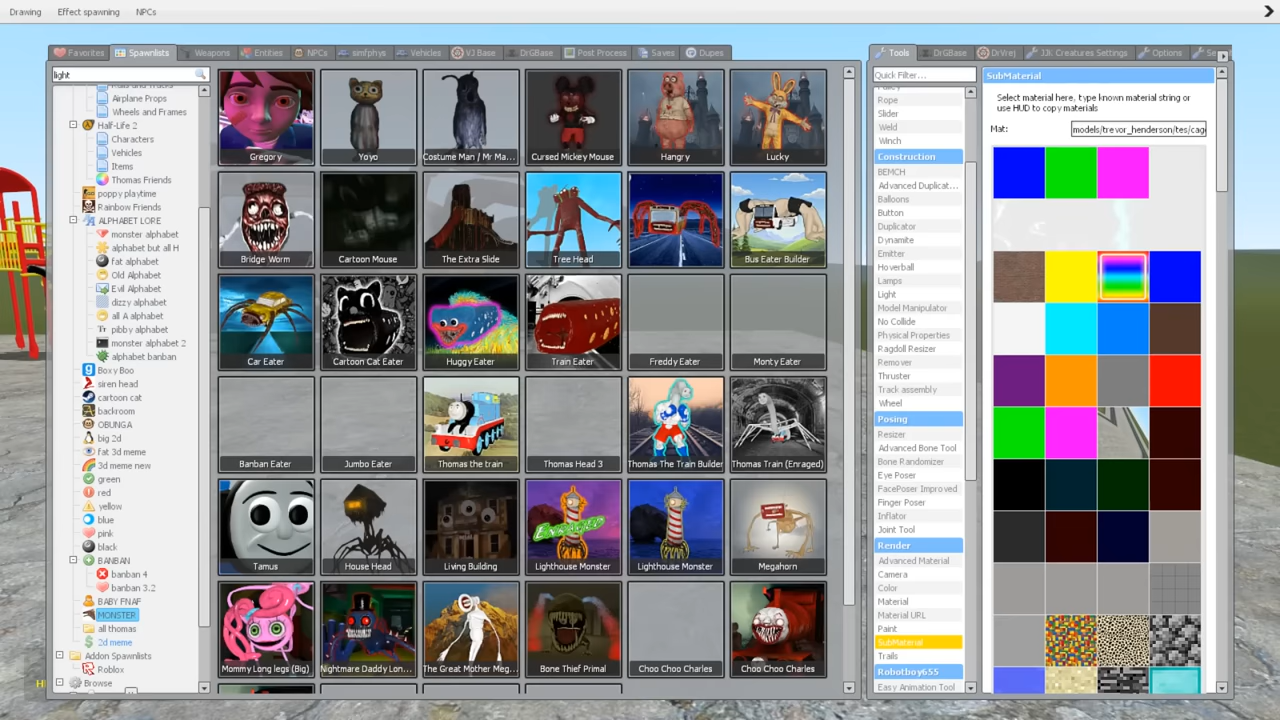 Drawing
Effect spawning
NPCs
Favorites
Spawnlists
Weapons
Entities
NPCs
simfphys
Vehicles
VJ Base
DrGBase
Post Process
Saves
Dupes
light
Airplane Props
Wheels and Frames
Half-Life 2
Characters
Vehicles
Items
Thomas Friends
poppy playtime
Rainbow Friends
ALPHABET LORE
monster alphabet
alphabet but all H
fat alphabet
Old Alphabet
Evil Alphabet
dizzy alphabet
all A alphabet
pibby alphabet
monster alphabet 2
alphabet banban
Boxy Boo
siren head
cartoon cat
backroom
OBUNGA
big 2d
fat 3d meme
3d meme new
green
red
yellow
blue
pink
black
BANBAN
banban 4
banban 3.2
BABY FNAF
MONSTER
all thomas
2d meme
Addon Spawnlists
Roblox
Browse
Gregory
Yoyo
Costume Man / Mr Ma...
Cursed Mickey Mouse
Hangry
Lucky
Bridge Worm
Cartoon Mouse
The Extra Slide
Tree Head
Bus Eater Builder
Car Eater
Cartoon Cat Eater
Huggy Eater
Train Eater
Freddy Eater
Monty Eater
Banban Eater
Jumbo Eater
Thomas the train
Thomas Head 3
Thomas The Train Builder
Thomas Train (Enraged)
Tamus
House Head
Living Building
Lighthouse Monster
Lighthouse Monster
Megahorn
Mommy Long legs (Big)
Nightmare Daddy Lon...
The Great Mother Meg...
Bone Thief Primal
Choo Choo Charles
Choo Choo Charles
Tools
DrGBase
DrVrej
JJK Creatures Settings
Options
Quick Filter...
Rope
Slider
Weld
Winch
Construction
BEMCH
Advanced Duplicat...
Balloons
Button
Duplicator
Dynamite
Emitter
Hoverball
Lamps
Light
Model Manipulator
No Collide
Physical Properties
Ragdoll Resizer
Remover
Thruster
Track assembly
Wheel
Posing
Resizer
Advanced Bone Tool
Bone Randomizer
Eye Poser
FacePoser Improved
Finger Poser
Inflator
Joint Tool
Render
Advanced Material
Camera
Color
Material
Material URL
Paint
SubMaterial
Trails
Robotboy655
Easy Animation Tool
SubMaterial
Select material here, type known material string or
use HUD to copy materials
Mat:
models/trevor_henderson/tes/cag